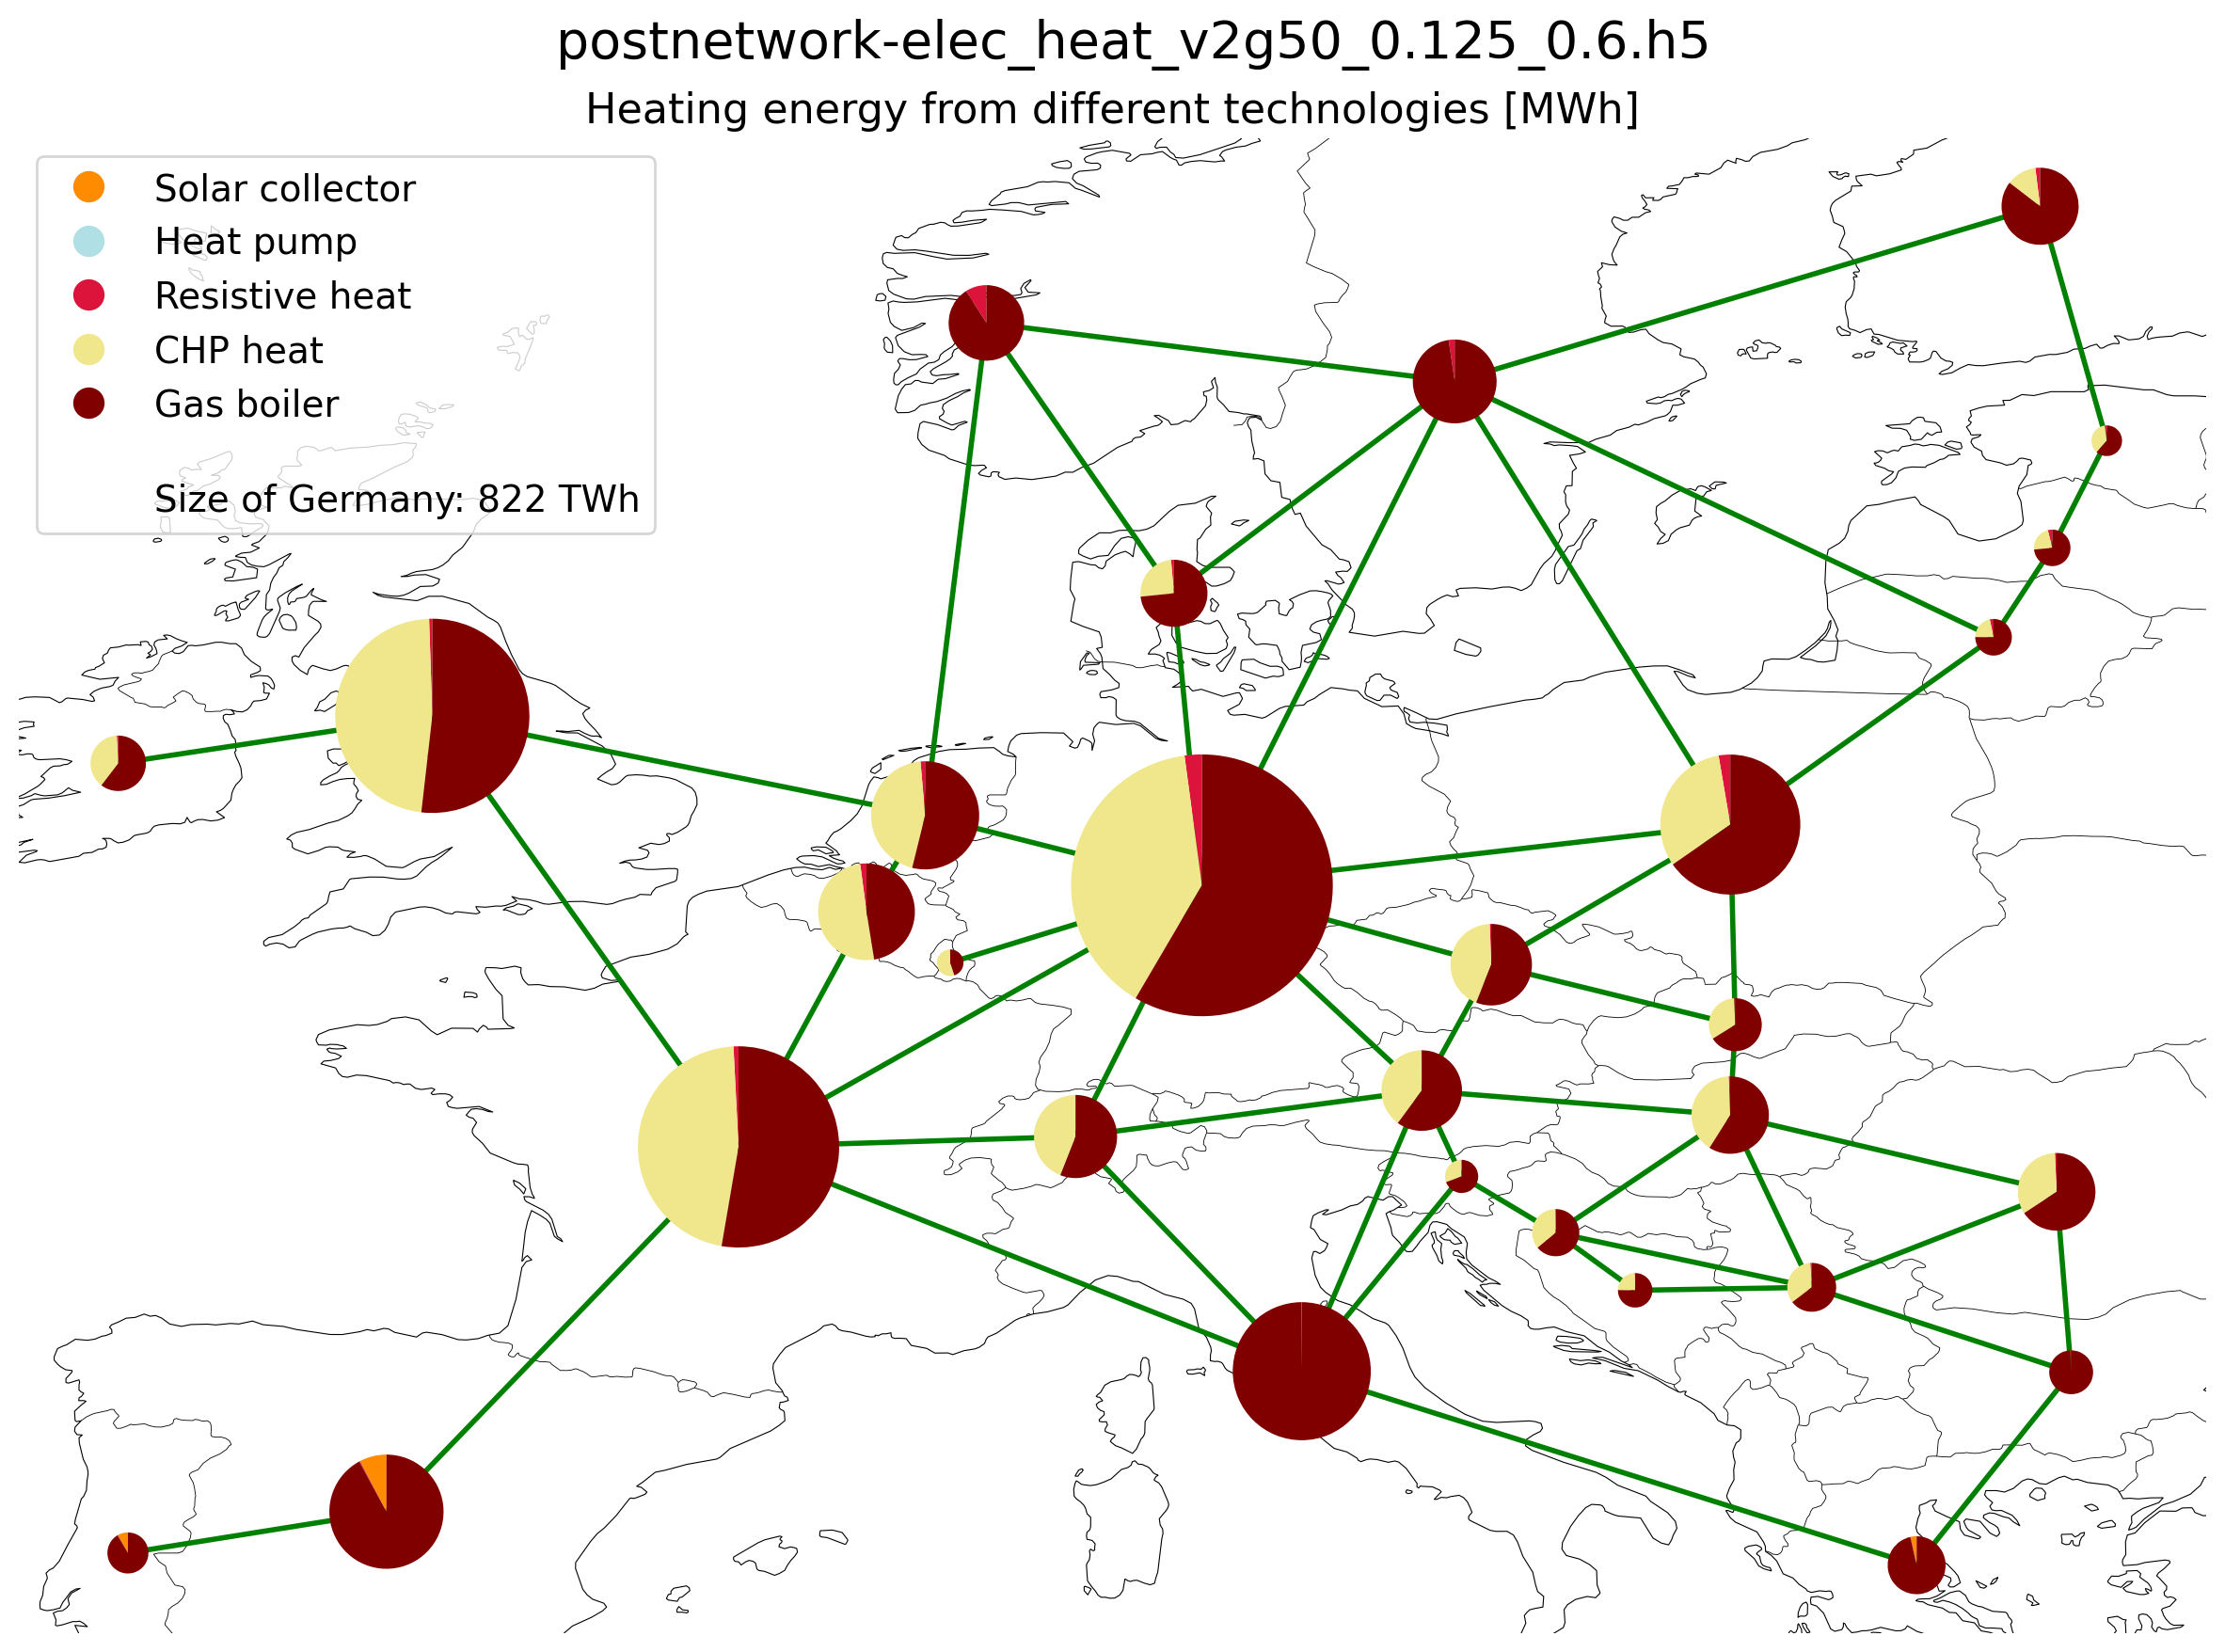 postnetwork-elec_heat_v2g50_0.125_0.6.h5
Heating energy from different technologies [MWh]
Solar collector
Heat pump
Resistive heat
CHP heat
Gas boiler
Size of Germany: 822 TWh